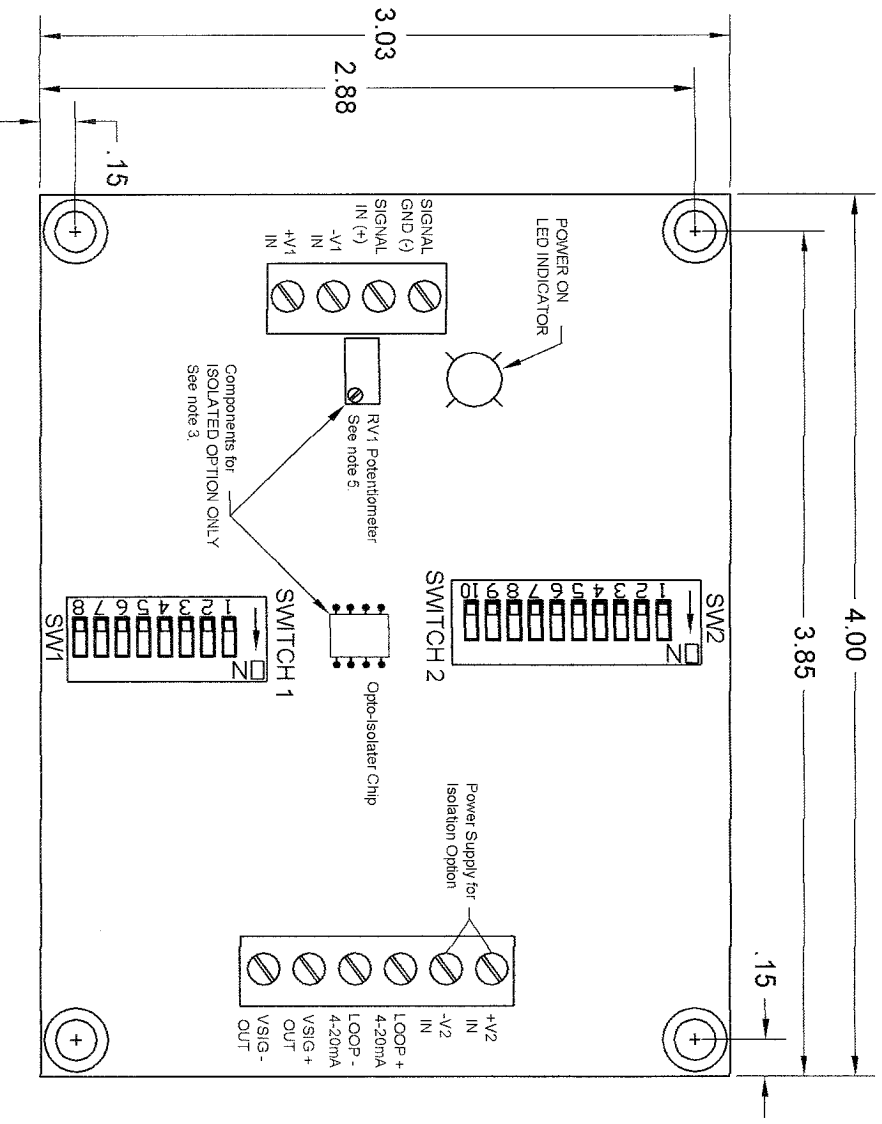 4.00
3.85
.15
3.03
2.88
.15
POWER ON
LED INDICATOR
SIGNAL
GND (-)
SIGNAL
IN (+)
-V1
IN
+V1
IN
RV1 Potentiometer
See note 5.
Components for
ISOLATED OPTION ONLY
See note 3.
SW2
ON
1 2 3 4 5 6 7 8 9 10
SWITCH 2
Opto-Isolater Chip
SWITCH 1
ON
1 2 3 4 5 6 7 8
SW1
Power Supply for
Isolation Option
+V2
IN
-V2
IN
LOOP +
4-20mA
LOOP -
4-20mA
VSIG +
OUT
VSIG -
OUT